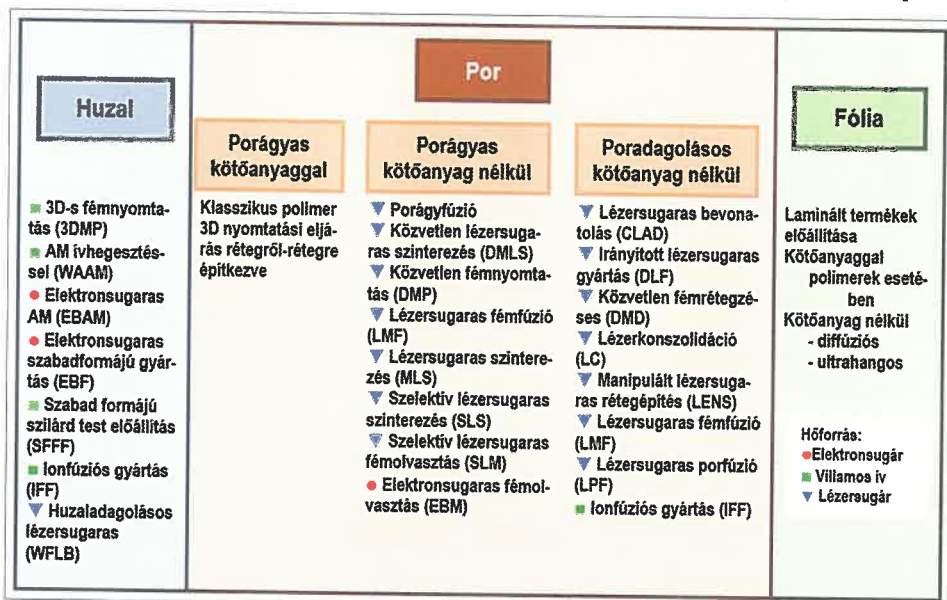 Huzal
■ 3D-s fémnyomta-
tás (3DMP)
■ AM ívhegesztés-
sel (WAAM)
● Elektronsugaras
AM (EBAM)
● Elektronsugaras
szabadformájú gyár-
tás (EBF)
■ Szabad formájú
szilárd test előállítás
(SFFF)
■ Ionfúziós gyártás
(IFF)
▼ Huzaladagolásos
lézersugaras
(WFLB)
Por
Porágyas
kötőanyaggal
Klasszikus polimer
3D nyomtatási eljá-
rás rétegről-rétegre
építkezve
Porágyas
kötőanyag nélkül
▼ Porágyfúzió
▼ Közvetlen lézersuga-
ras szinterezés (DMLS)
▼ Közvetlen fémnyomta-
tás (DMP)
▼ Lézersugaras fémfúzió
(LMF)
▼ Lézersugaras szintere-
zés (MLS)
▼ Szelektív lézersugaras
szinterezés (SLS)
▼ Szelektív lézersugaras
fémolvasztás (SLM)
● Elektronsugaras fémol-
vasztás (EBM)
Poradagolásos
kötőanyag nélkül
▼ Lézersugaras bevona-
tolás (CLAD)
▼ Irányított lézersugaras
gyártás (DLF)
▼ Közvetlen fémrétegzé-
ses (DMD)
▼ Lézerkonszolidáció
(LC)
▼ Manipulált lézersuga-
ras rétegépítés (LENS)
▼ Lézersugaras fémfúzió
(LMF)
▼ Lézersugaras porfúzió
(LPF)
■ Ionfúziós gyártás (IFF)
Fólia
Laminált termékek
előállítása
Kötőanyaggal
polimerek eseté-
ben
Kötőanyag nélkül
- diffúziós
- ultrahangos
Hőforrás:
●Elektronsugár
■ Villamos ív
▼ Lézersugár